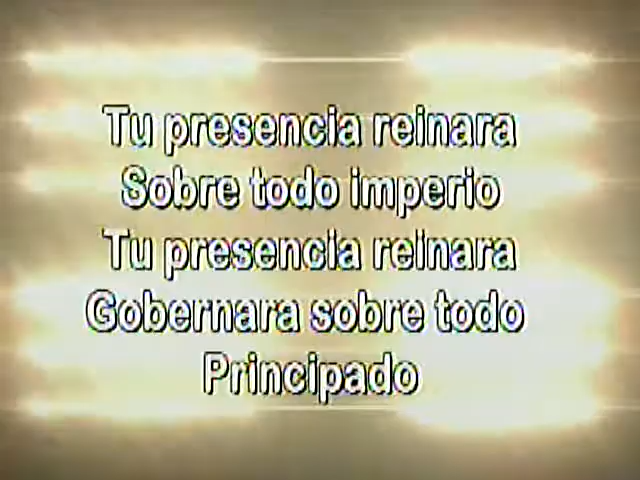 Tu presencia reinara
Sobre todo imperio
Tu presencia reinara
Gobernara sobre todo
Principado